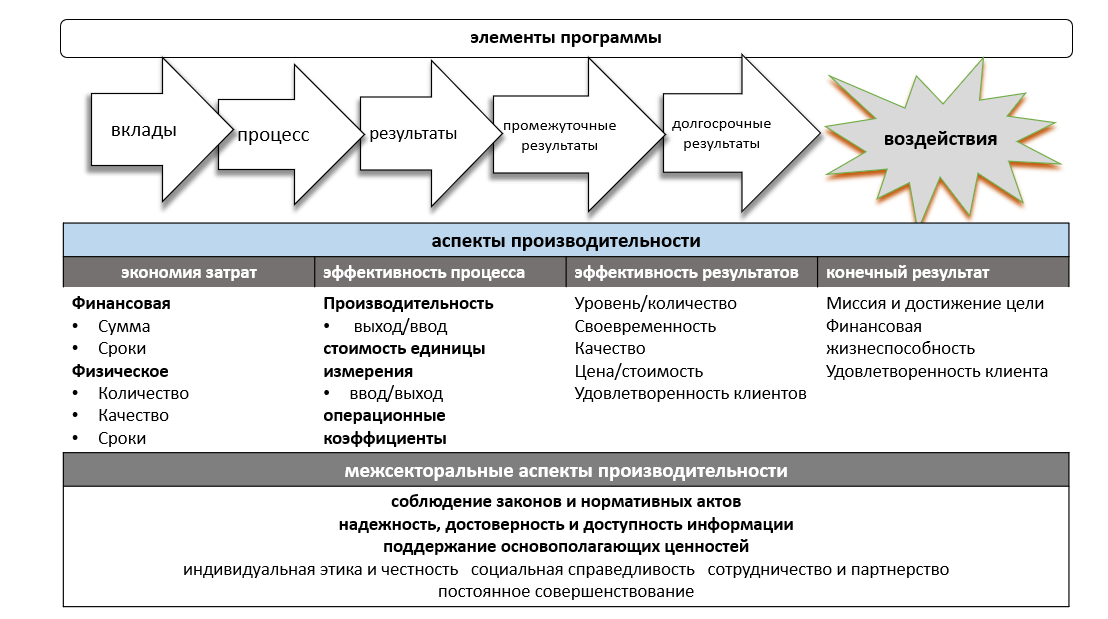 элементы программы
вклады
процесс
результаты
промежуточные
результаты
долгосрочные
результаты
воздействия
аспекты производительности
экономия затрат
Финансовая
• Сумма
• Сроки
Физическое
• Количество
• Качество
• Сроки
эффективность процесса
Производительность
• выход/ввод
стоимость единицы
измерения
• ввод/выход
операционные
коэффициенты
эффективность результатов
Уровень/количество
Своевременность
Качество
Цена/стоимость
Удовлетворенность клиентов
конечный результат
Миссия и достижение цели
Финансовая
жизнеспособность
Удовлетворенность клиента
межсекторальные аспекты производительности
соблюдение законов и нормативных актов
надежность, достоверность и доступность информации
поддержание основополагающих ценностей
индивидуальная этика и честность социальная справедливость сотрудничество и партнерство
постоянное совершенствование